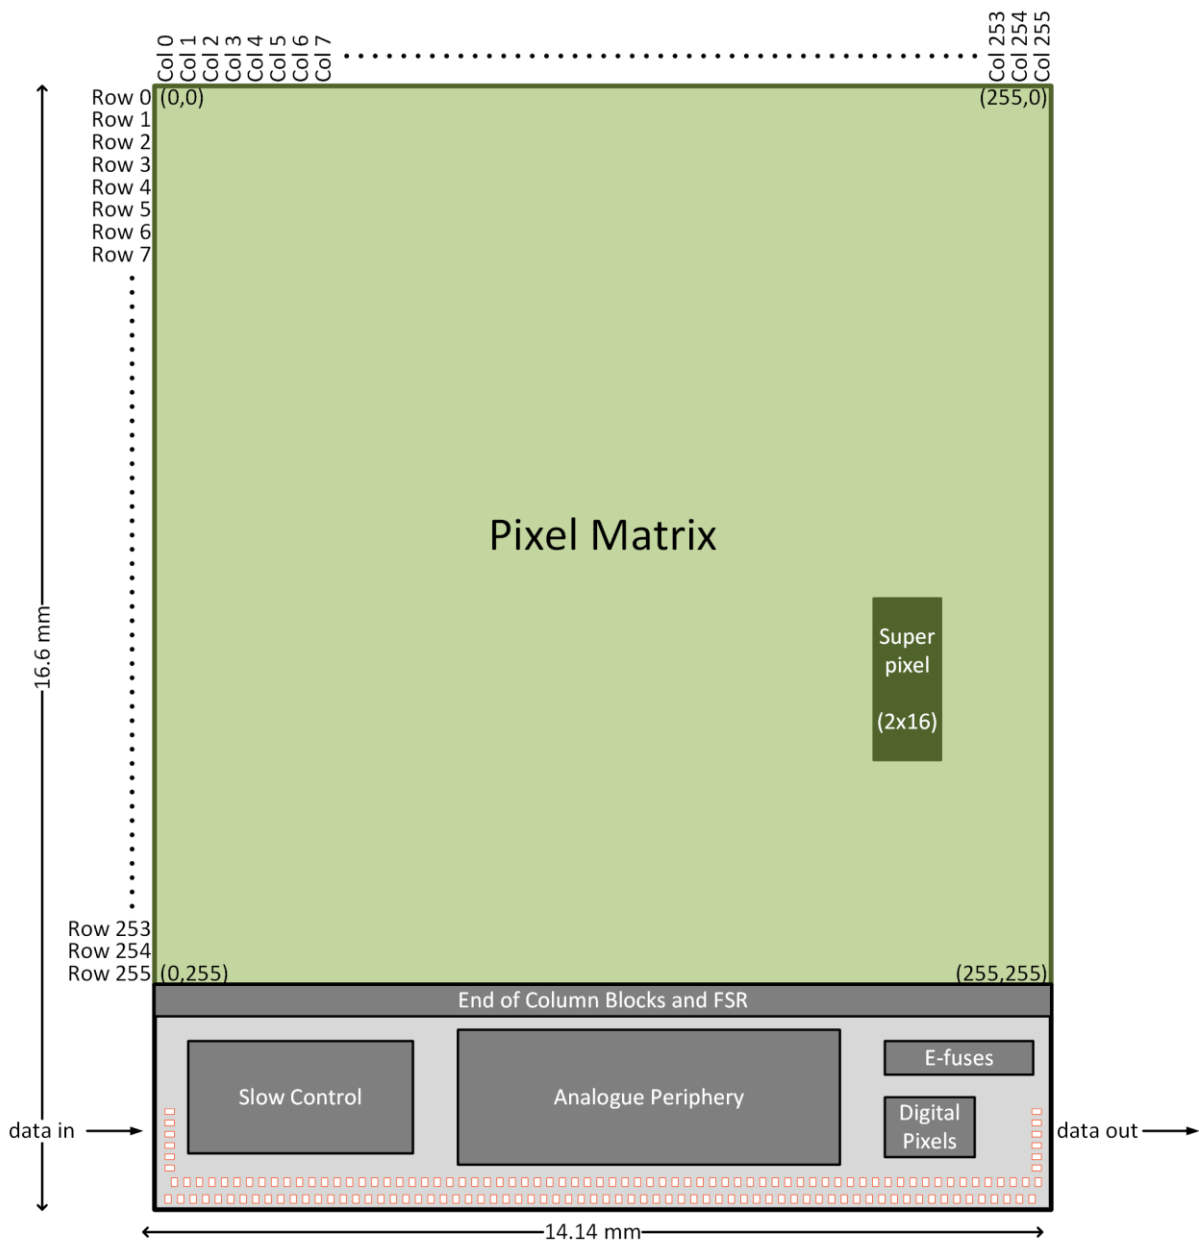 Col 0
Col 1
Col 2
Col 3
Col 4
Col 5
Col 6
Col 7
Col 253
Col 254
Col 255
Row 0
(0,0)
(255,0)
Row 1
Row 2
Row 3
Row 4
Row 5
Row 6
Row 7
Pixel Matrix
Super
pixel
(2x16)
16.6 mm
Row 253
Row 254
Row 255
(0,255)
(255,255)
End of Column Blocks and FSR
Slow Control
Analogue Periphery
E-fuses
Digital
Pixels
data in
data out
14.14 mm